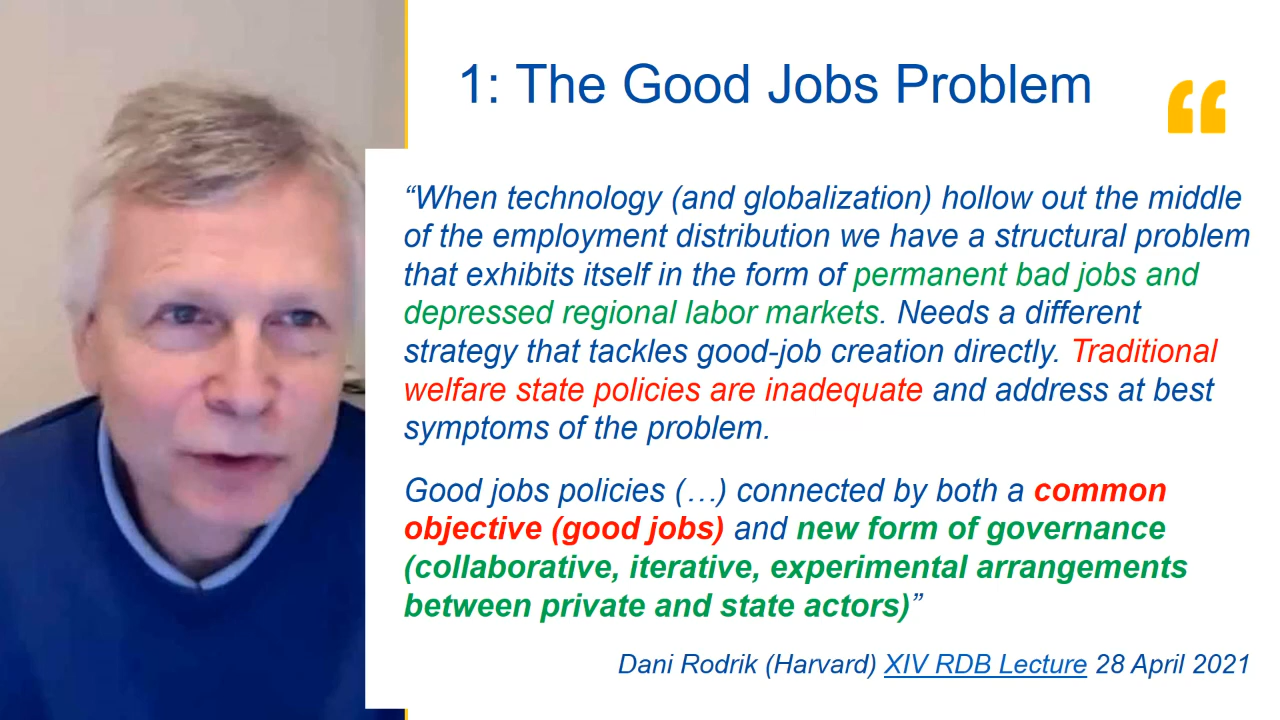 1: The Good Jobs Problem
“
“When technology (and globalization) hollow out the middle
of the employment distribution we have a structural problem
that exhibits itself in the form of permanent bad jobs and
depressed regional labor markets. Needs a different
strategy that tackles good-job creation directly. Traditional
welfare state policies are inadequate and address at best
symptoms of the problem.
Good jobs policies (…) connected by both a common
objective (good jobs) and new form of governance
(collaborative, iterative, experimental arrangements
between private and state actors)”
Dani Rodrik (Harvard) XIV RDB Lecture 28 April 2021